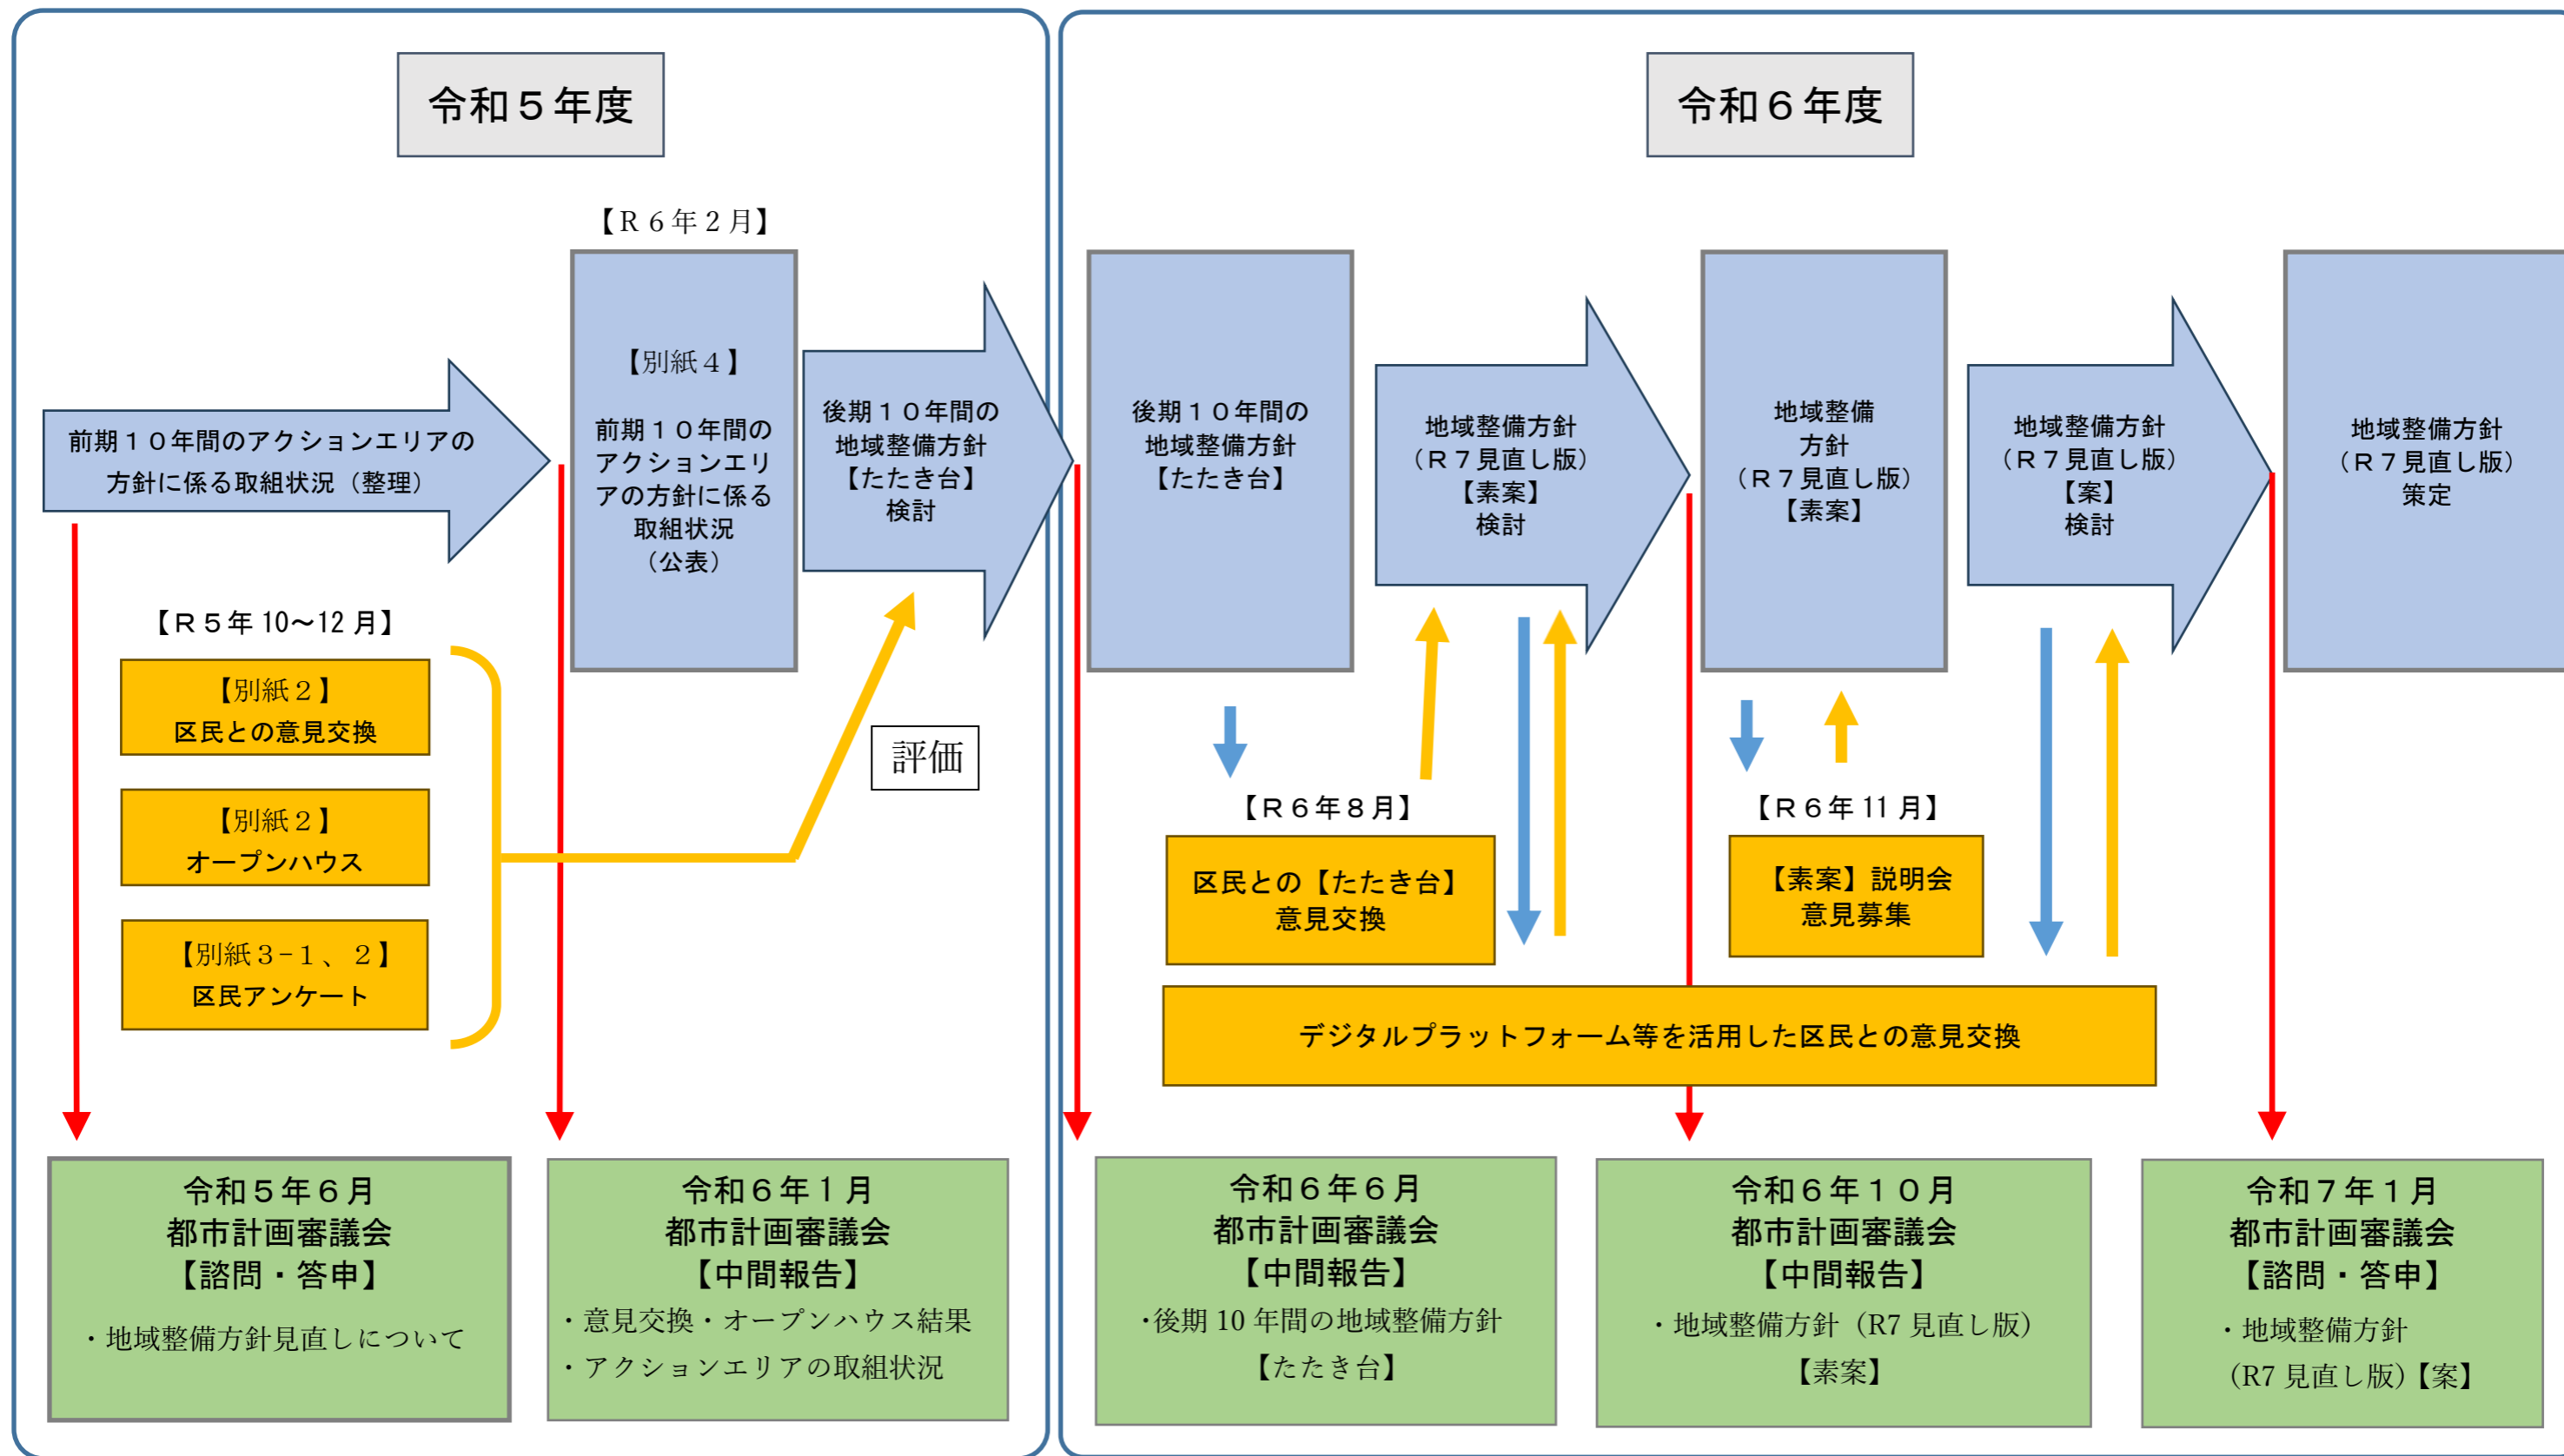 令和５年度
令和６年度
【Ｒ６年２月】
前期１０年間のアクションエリアの
方針に係る取組状況（整理）
【別紙４】
前期１０年間の
アクションエリ
アの方針に係る
取組状況
（公表）
後期１０年間の
地域整備方針
【たたき台】
検討
後期１０年間の
地域整備方針
【たたき台】
地域整備方針
（Ｒ７見直し版）
【素案】
検討
地域整備
方針
（Ｒ７見直し版）
【素案】
地域整備方針
（Ｒ７見直し版）
【案】
検討
地域整備方針
（Ｒ７見直し版）
策定
【Ｒ５年10～12月】
【別紙２】
区民との意見交換
【別紙２】
オープンハウス
【別紙３−１、２】
区民アンケート
評価
【Ｒ６年８月】
区民との【たたき台】
意見交換
【Ｒ６年11月】
【素案】説明会
意見募集
デジタルプラットフォーム等を活用した区民との意見交換
令和５年６月
都市計画審議会
【諮問・答申】
・地域整備方針見直しについて
令和６年１月
都市計画審議会
【中間報告】
・意見交換・オープンハウス結果
・アクションエリアの取組状況
令和６年６月
都市計画審議会
【中間報告】
・後期10年間の地域整備方針
【たたき台】
令和６年１０月
都市計画審議会
【中間報告】
・地域整備方針（R7見直し版）
【素案】
令和７年１月
都市計画審議会
【諮問・答申】
・地域整備方針
（R7見直し版）【案】